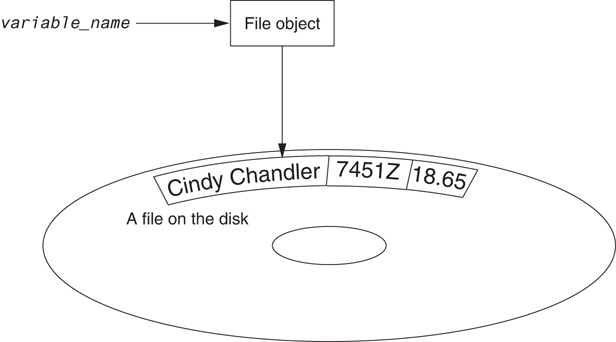 variable_name
File object
Cindy Chandler 7451Z 18.65
A file on the disk